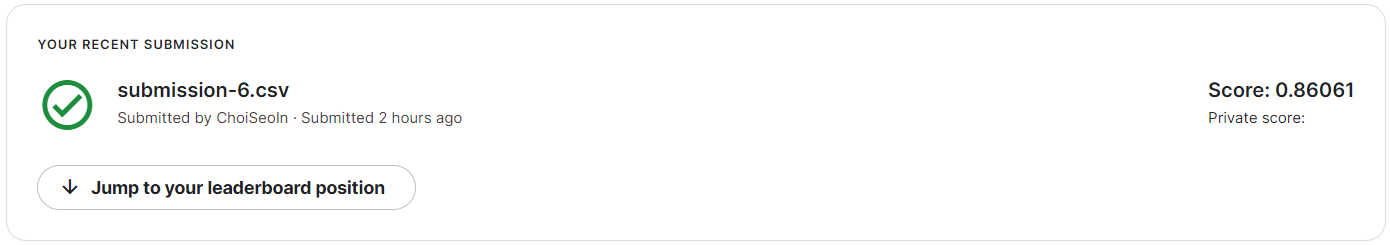 YOUR RECENT SUBMISSION
submission-6.csv
Score: 0.86061
Submitted by ChoiSeoIn · Submitted 2 hours ago
Private score:
Jump to your leaderboard position